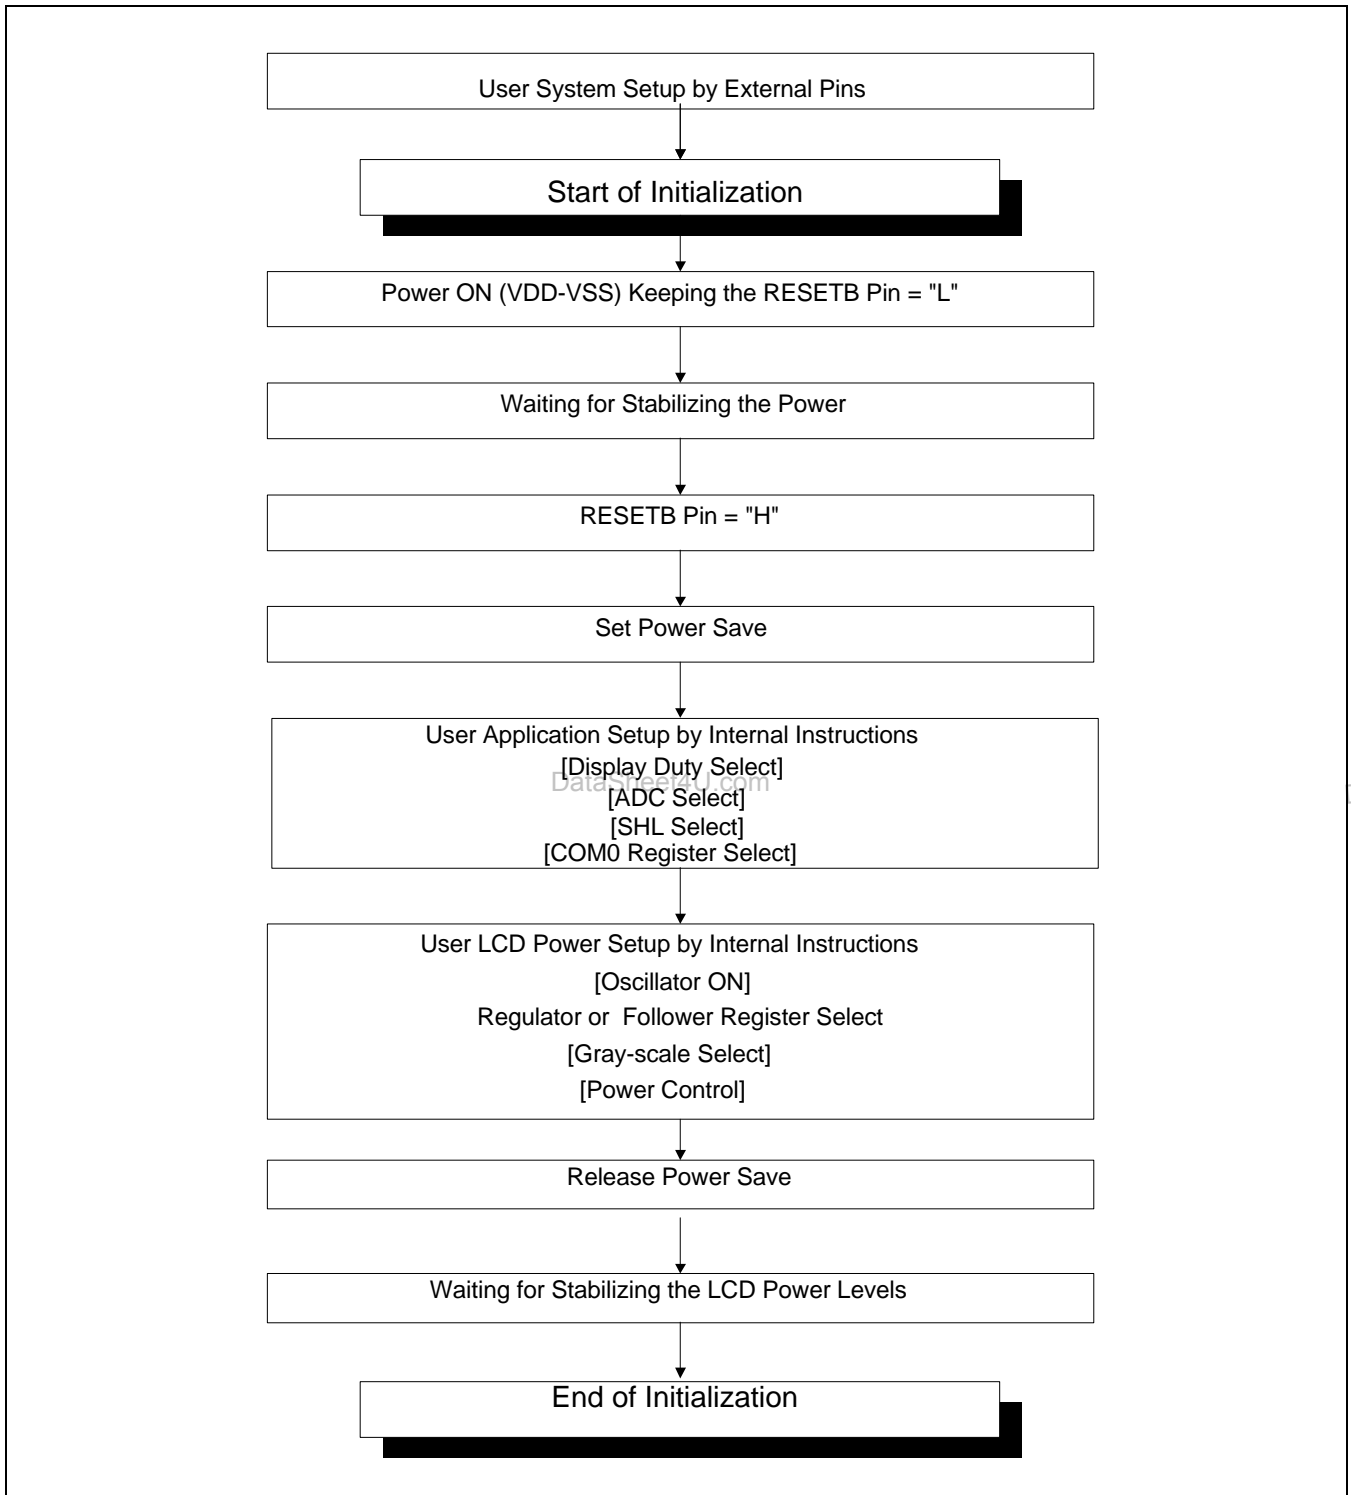 User System Setup by External Pins
Start of Initialization
Power ON (VDD-VSS) Keeping the RESETB Pin = "L"
Waiting for Stabilizing the Power
RESETB Pin = "H"
Set Power Save
User Application Setup by Internal Instructions
[Display Duty Select]
DataSheet4U.com
[ADC Select]
[SHL Select]
[COM0 Register Select]
User LCD Power Setup by Internal Instructions
[Oscillator ON]
Regulator or Follower Register Select
[Gray-scale Select]
[Power Control]
Release Power Save
Waiting for Stabilizing the LCD Power Levels
End of Initialization